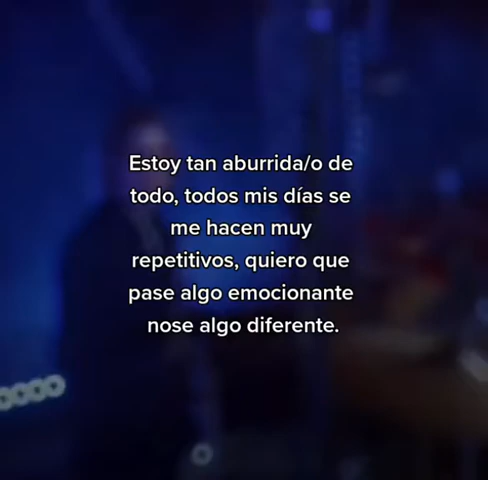 Estoy tan aburrida/o de
todo, todos mis días se
me hacen muy
repetitivos, quiero que
pase algo emocionante
nose algo diferente.